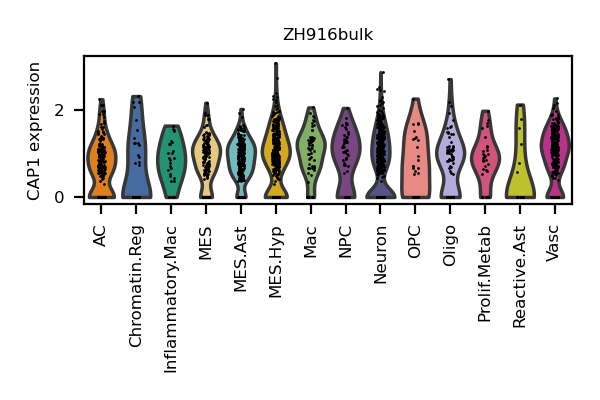 ZH916bulk
CAP1 expression
2
0
AC
Chromatin.Reg
Inflammatory.Mac
MES
MES.Ast
MES.Hyp
Mac
NPC
Neuron
OPC
Oligo
Prolif.Metab
Reactive.Ast
Vasc